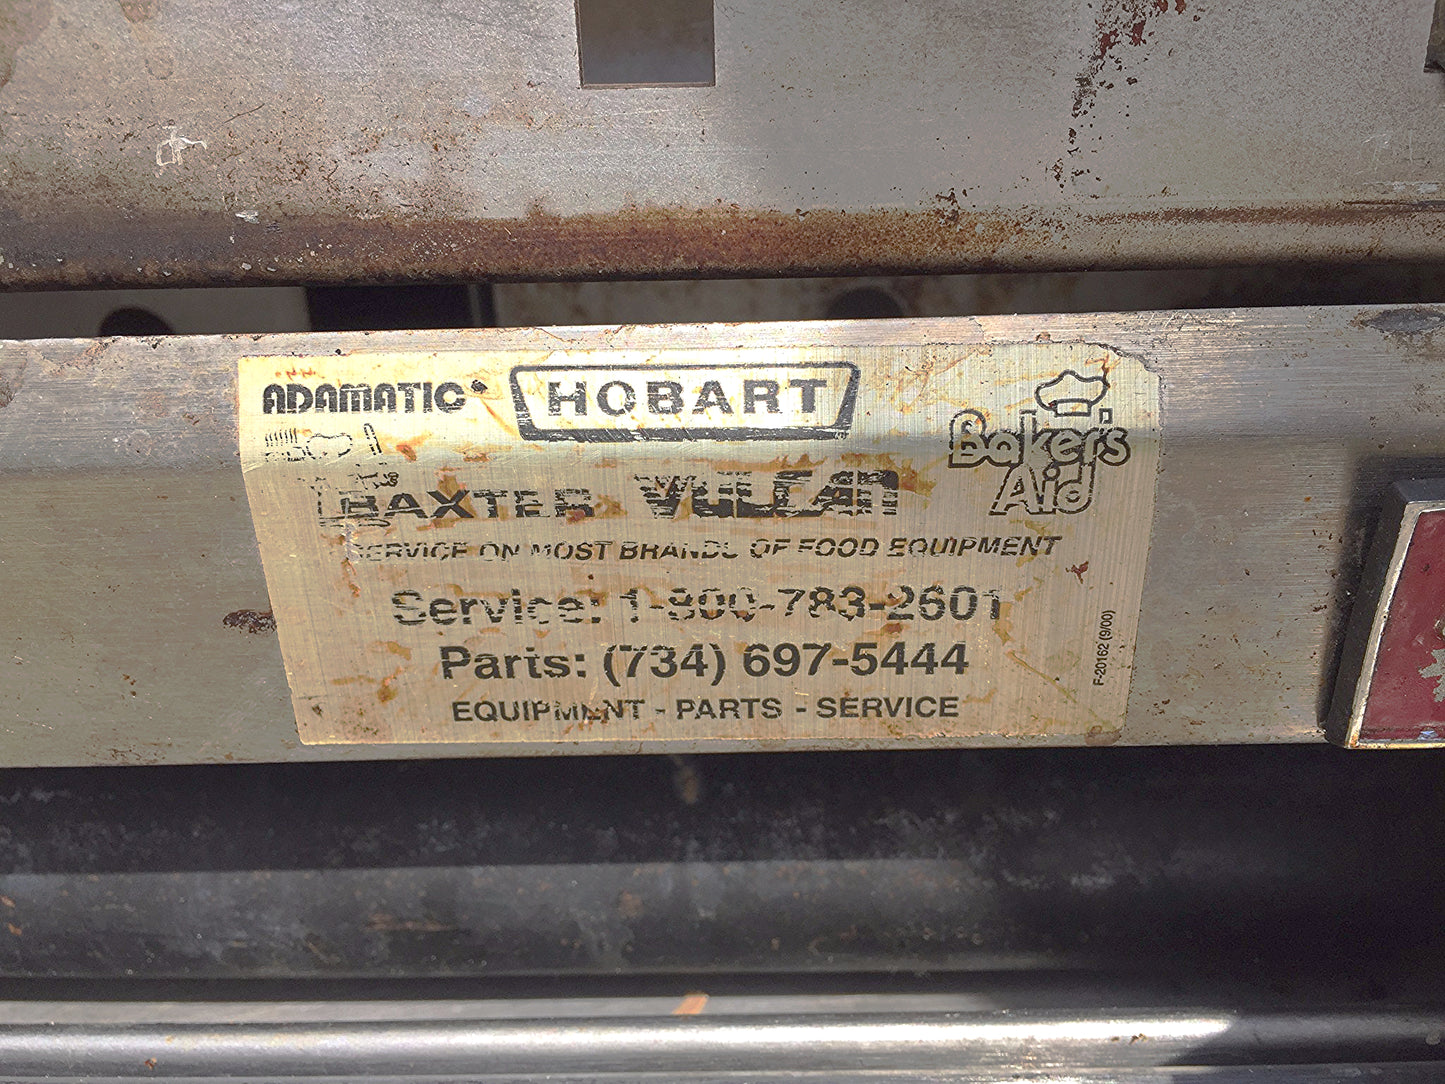 ADAMATIC HOBART
Baker's Aid
BAXTER VULCAN
SERVICE ON MOST BRANDS OF FOOD EQUIPMENT
Service: 1-800-783-2601
Parts: (734) 697-5444
EQUIPMENT - PARTS - SERVICE
F-20162 (9/00)